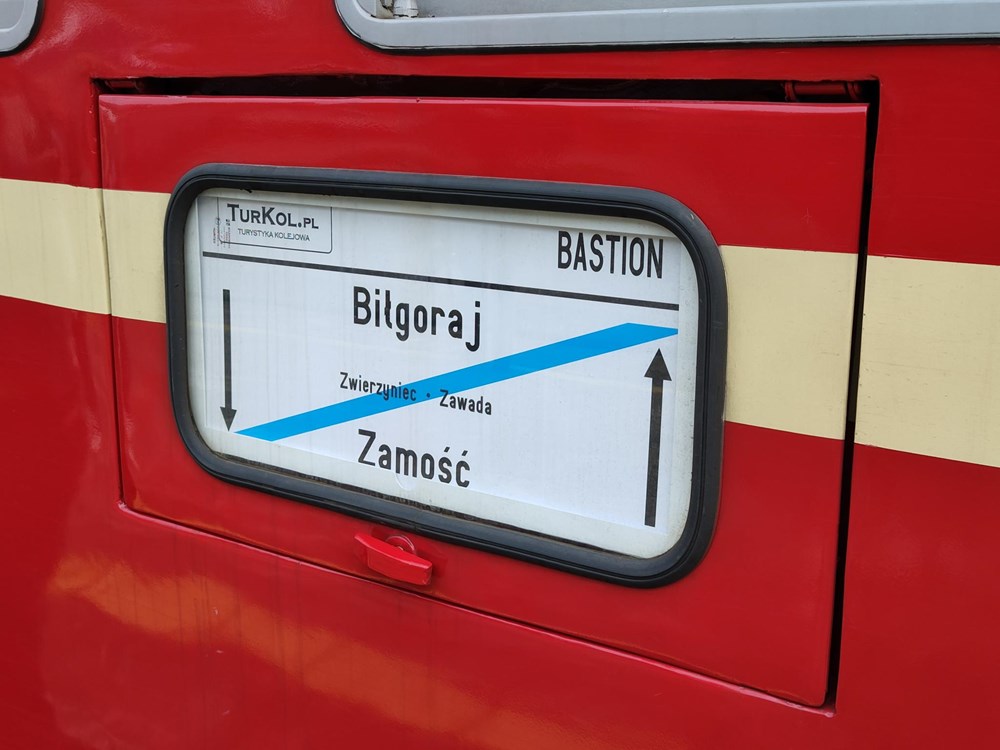 TurKol.pl
TURYSTYKA KOLEJOWA
BASTION
Biłgoraj
Zwierzyniec • Zawada
Zamość